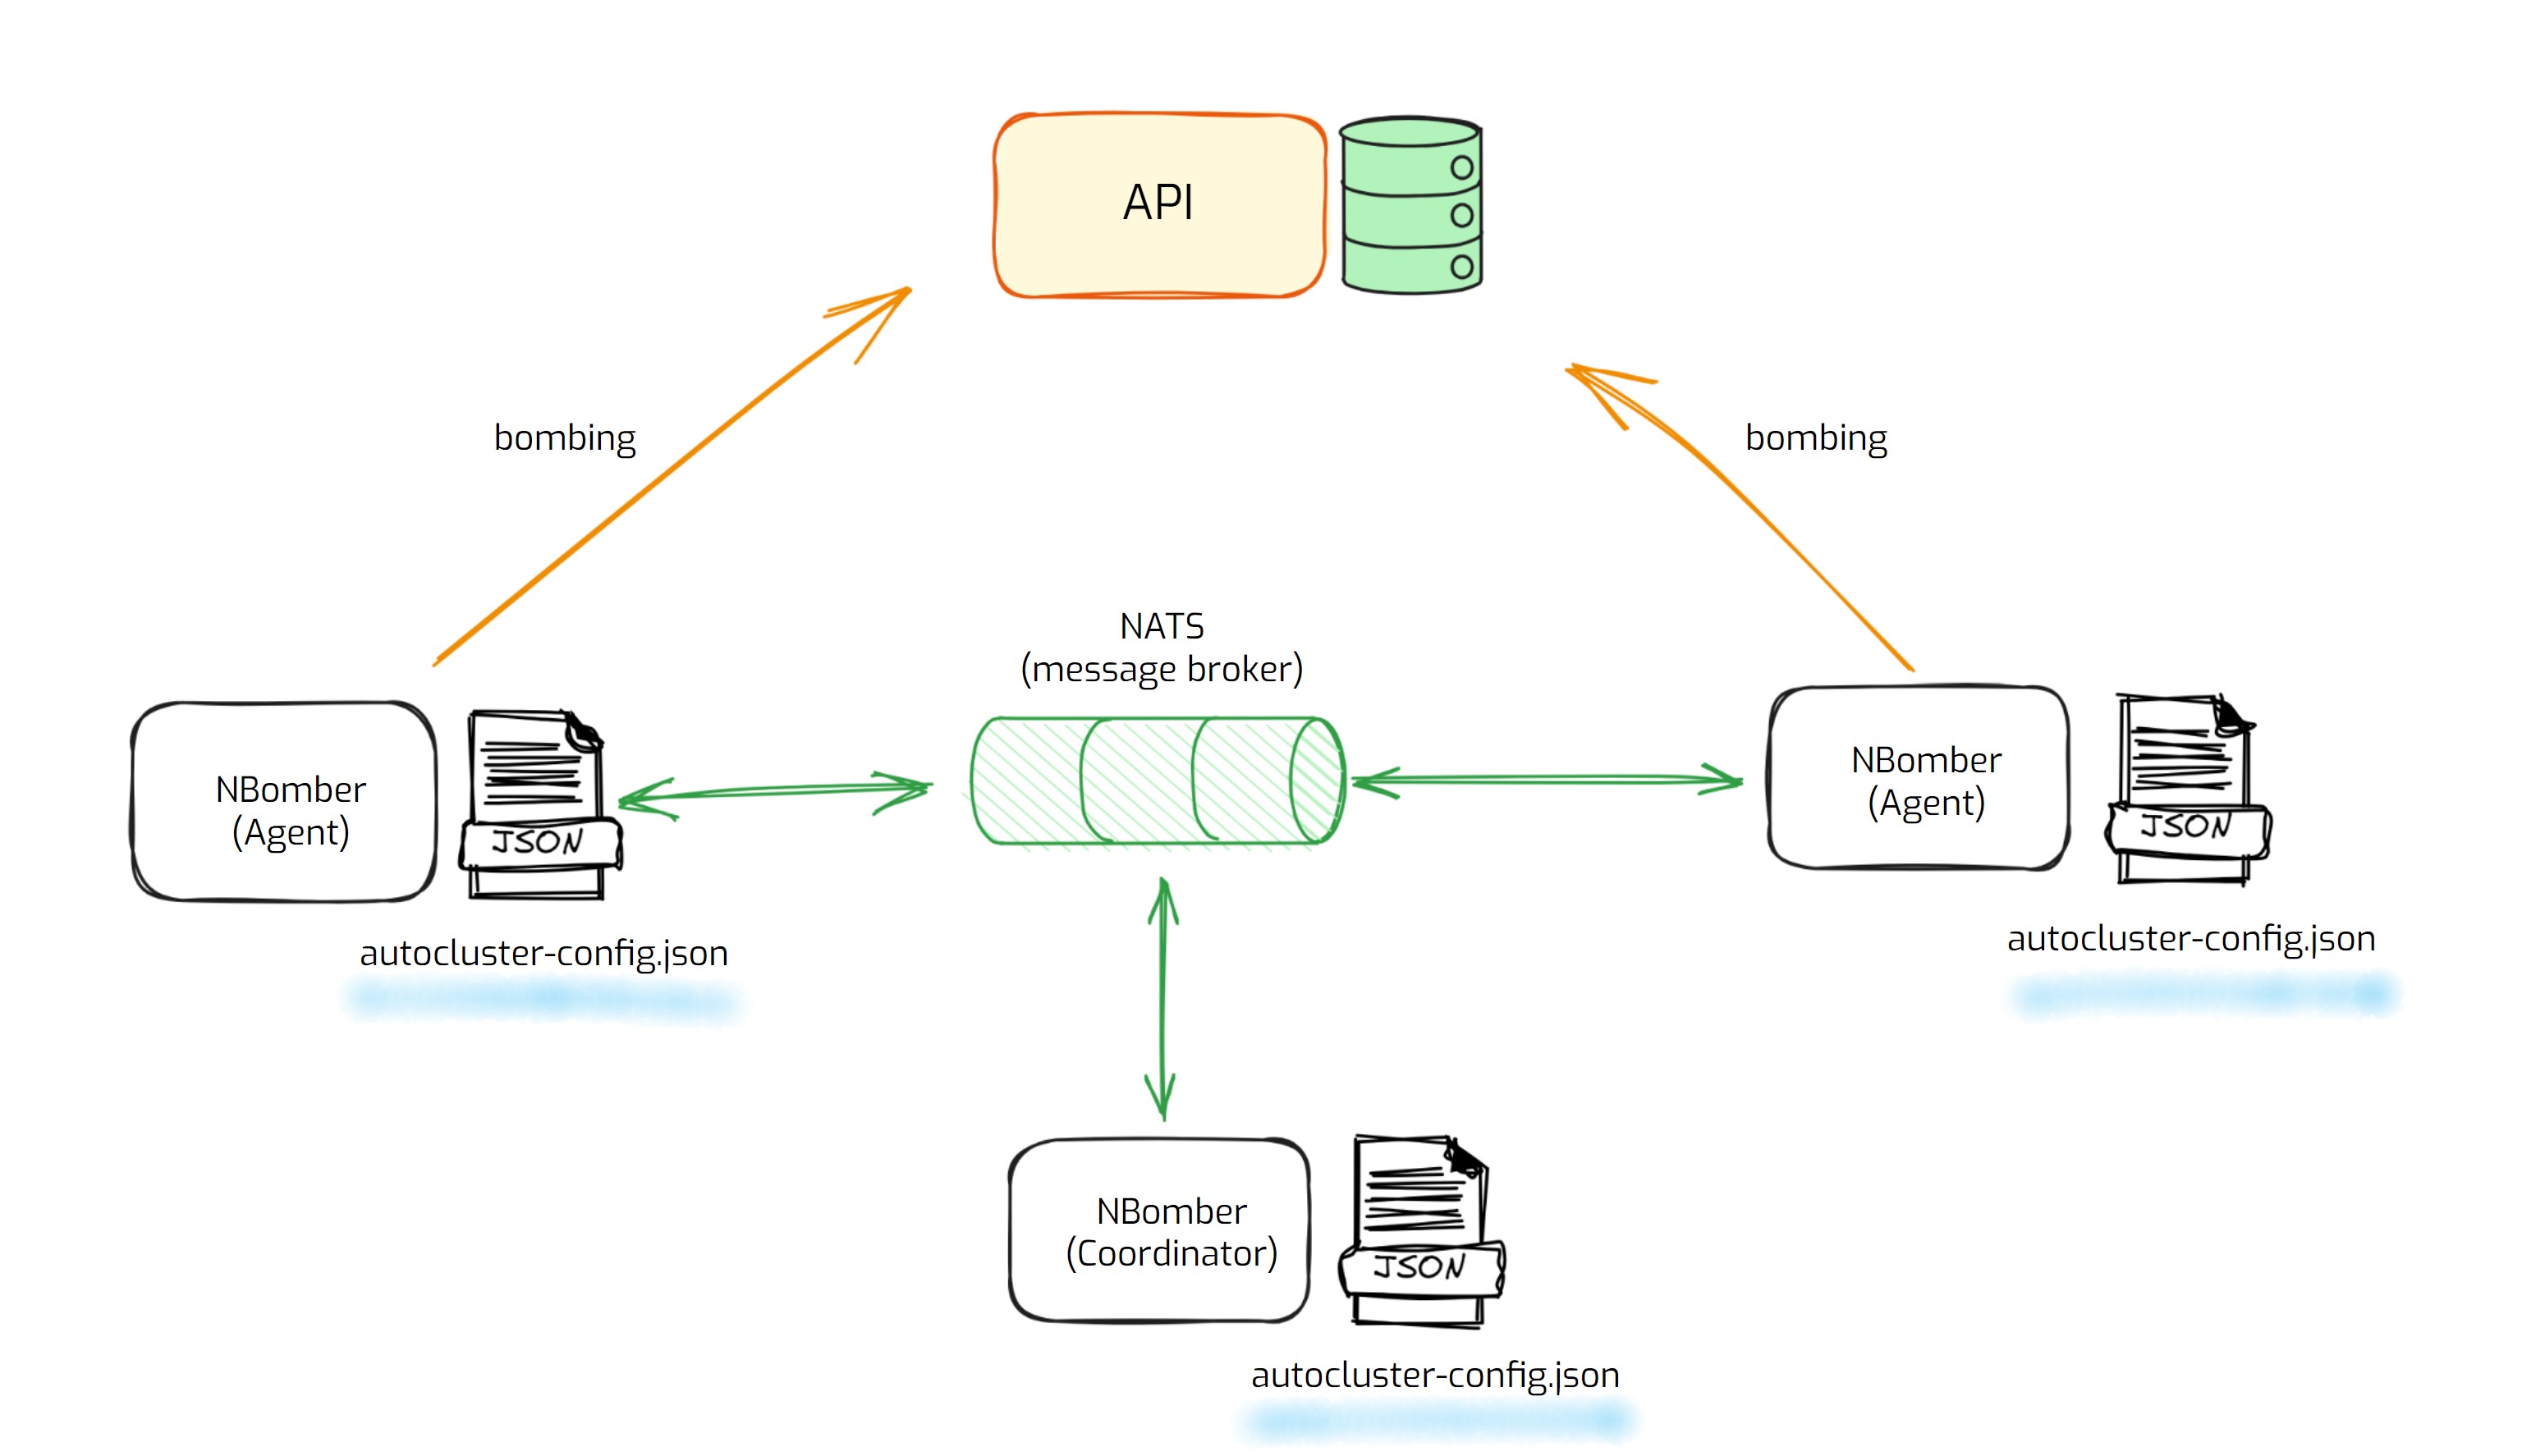 API
bombing
bombing
NATS
(message broker)
NBomber
(Agent)
JSON
autocluster-config.json
NBomber
(Agent)
JSON
autocluster-config.json
NBomber
(Coordinator)
JSON
autocluster-config.json